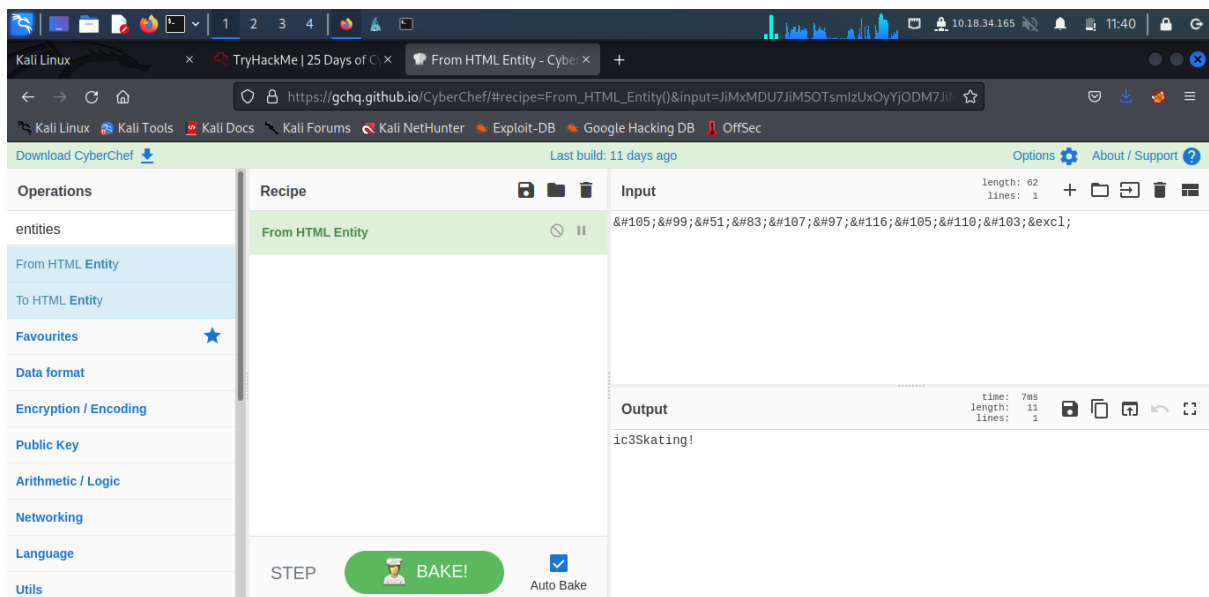 1 2 3 4 10.18.34.165 11:40
Kali Linux × TryHackMe | 25 Days of Cy × From HTML Entity - Cyber × +
https://gchq.github.io/CyberChef/#recipe=From_HTML_Entity()&input=JiMxMDU7JiM5OTsmIzUxOyYjODM7Ji
Kali Linux Kali Tools Kali Docs Kali Forums Kali NetHunter Exploit-DB Google Hacking DB OffSec
Download CyberChef Last build: 11 days ago Options About / Support ?
Operations Recipe Input length: 62
lines: 1
entities From HTML Entity &#105;&#99;&#51;&#83;&#107;&#97;&#116;&#105;&#110;&#103;&excl;
From HTML Entity
To HTML Entity
Favourites
Data format
Encryption / Encoding Output time: 7ms
length: 11
lines: 1
Public Key ic3Skating!
Arithmetic / Logic
Networking
Language
STEP BAKE! Auto Bake
Utils